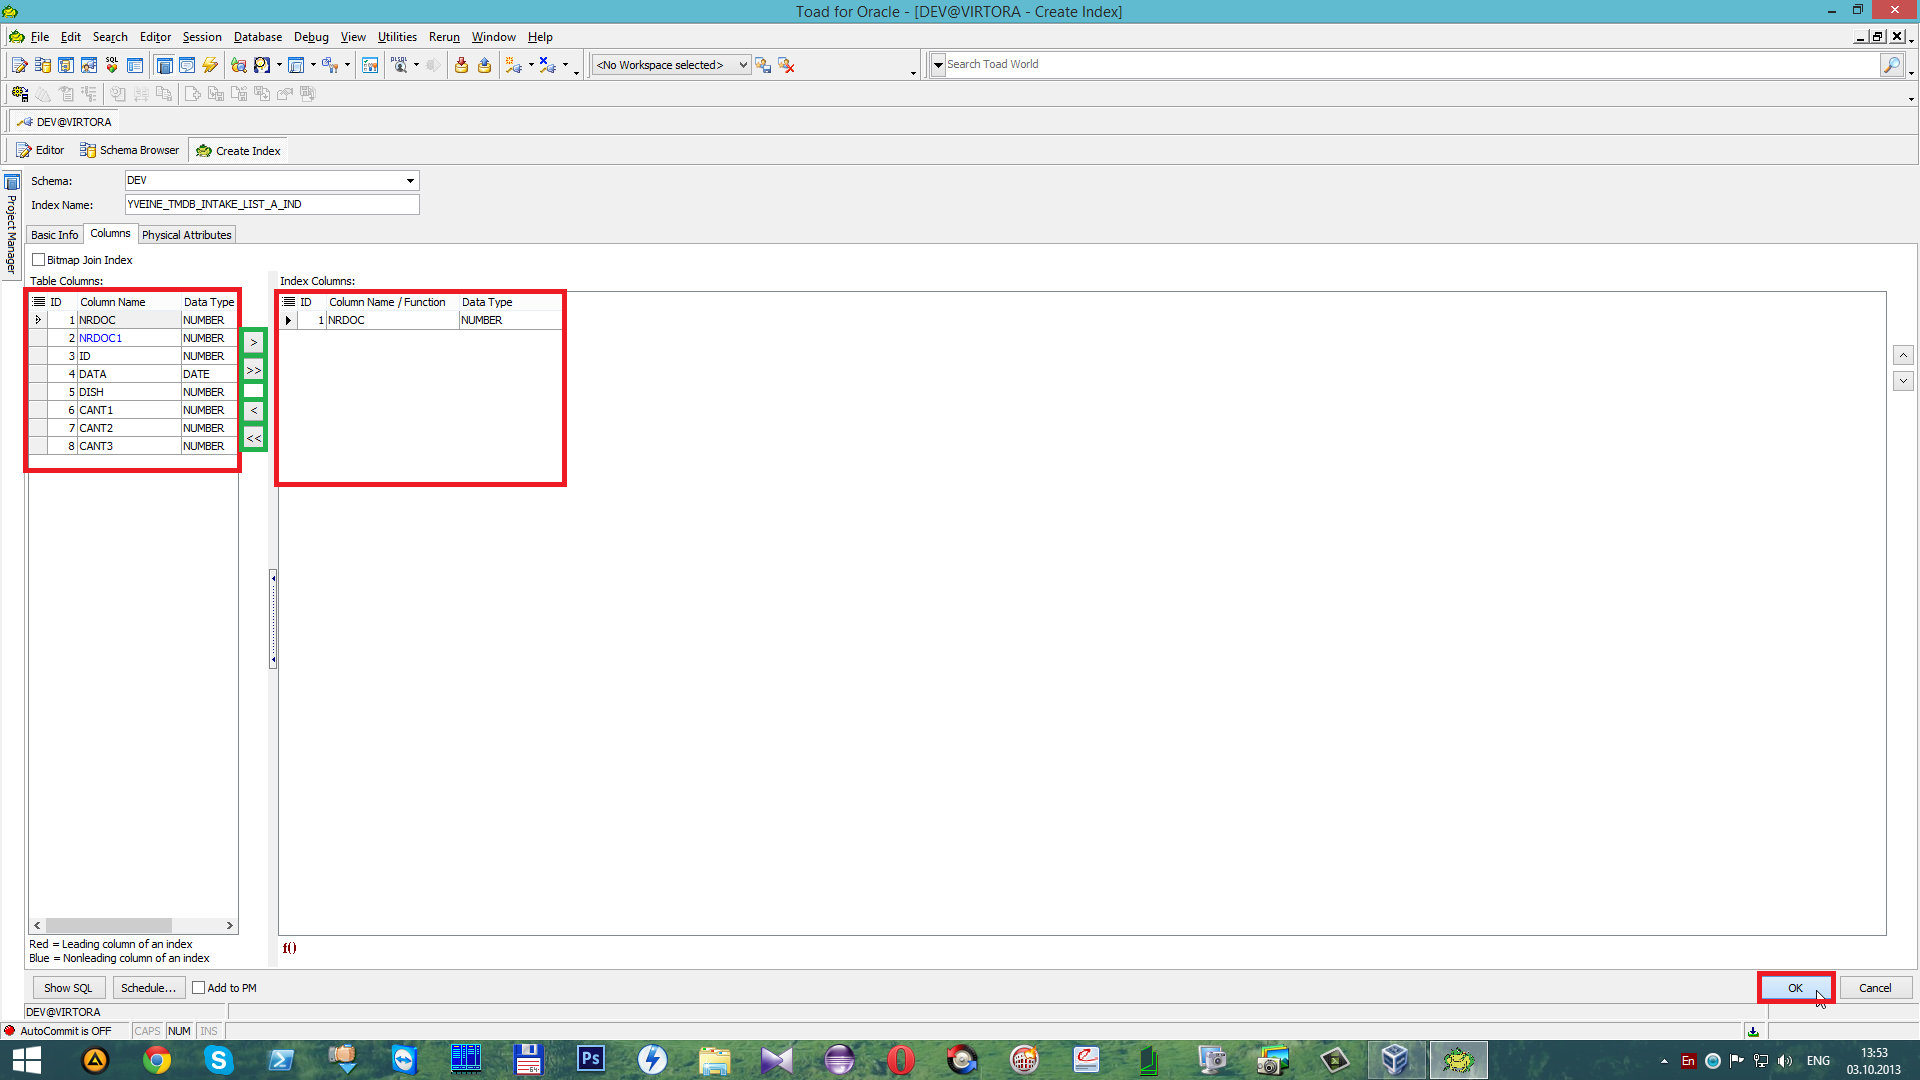 Toad for Oracle - [DEV@VIRTORA - Create Index]
File Edit Search Editor Session Database Debug View Utilities Rerun Window Help
SQL
PLSQL
<No Workspace selected>
Search Toad World
DEV@VIRTORA
Editor Schema Browser Create Index
Project Manager
Schema: DEV
Index Name: YVEINE_TMDB_INTAKE_LIST_A_IND
Basic Info Columns Physical Attributes
Bitmap Join Index
Table Columns: Index Columns:
ID Column Name Data Type ID Column Name / Function Data Type
1 NRDOC NUMBER 1 NRDOC NUMBER
2 NRDOC1 NUMBER
3 ID NUMBER
4 DATA DATE
5 DISH NUMBER
6 CANT1 NUMBER
7 CANT2 NUMBER
8 CANT3 NUMBER
>
>>
<
<<
Red = Leading column of an index
Blue = Nonleading column of an index
f()
Show SQL Schedule... Add to PM OK Cancel
DEV@VIRTORA
AutoCommit is OFF CAPS NUM INS
64
Ps
En
ENG
13:53
03.10.2013